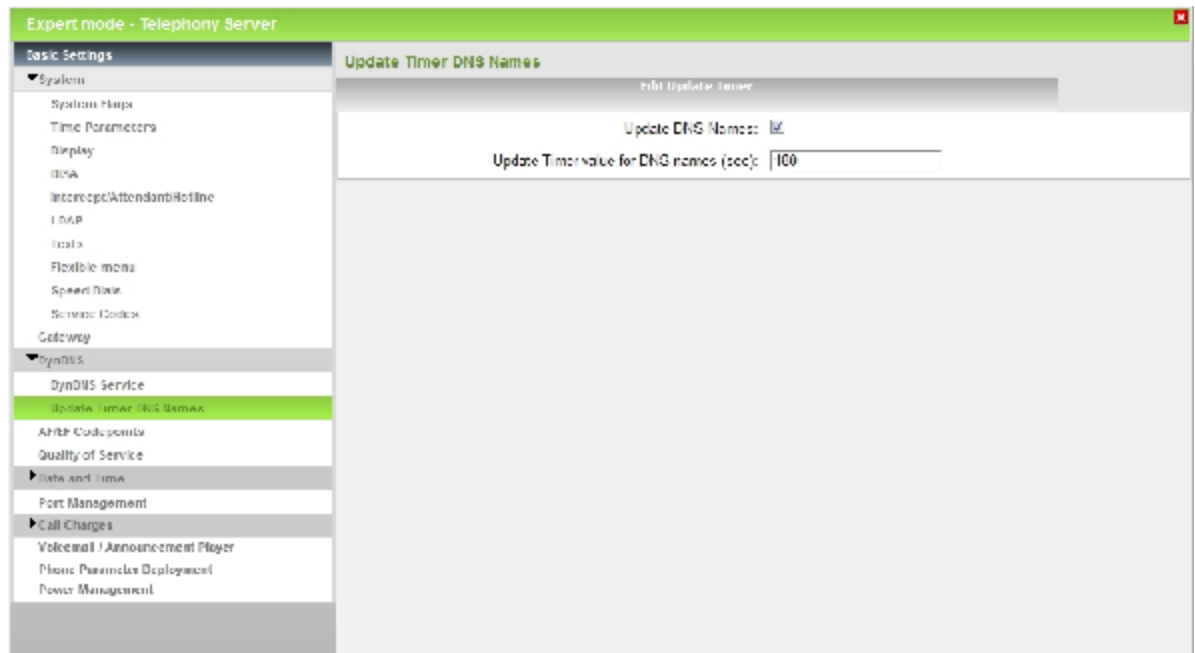 Expert mode - Telephony Server
Basic Settings
System
System Flags
Time Parameters
Display
DISA
Intercept/Attendant/Hotline
LDAP
Texts
Flexible menu
Speed Dials
Service Codes
Gateway
DynDNS
DynDNS Service
Update Timer DNS Names
AF/EF Codepoints
Quality of Service
Date and Time
Port Management
Call Charges
Voicemail / Announcement Player
Phone Parameter Deployment
Power Management
Update Timer DNS Names
Edit Update Timer
Update DNS Names:
Update Timer value for DNS names (sec):